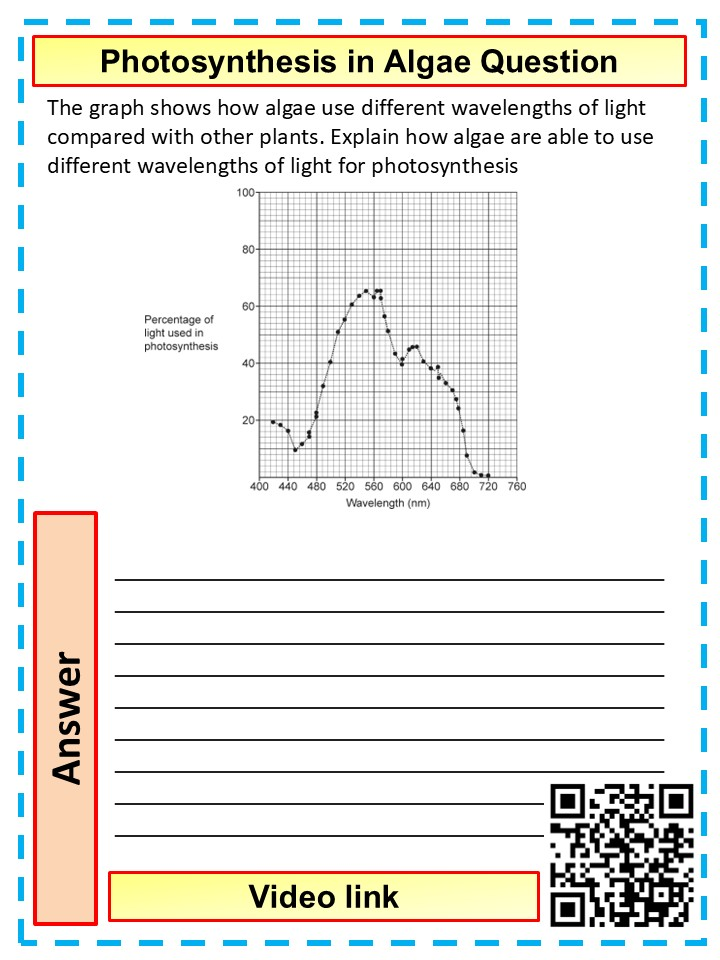 Photosynthesis in Algae Question
The graph shows how algae use different wavelengths of light
compared with other plants. Explain how algae are able to use
different wavelengths of light for photosynthesis
100
80
60
40
20
Percentage of
light used in
photosynthesis
400 440 480 520 560 600 640 680 720 760
Wavelength (nm)
Answer
Video link